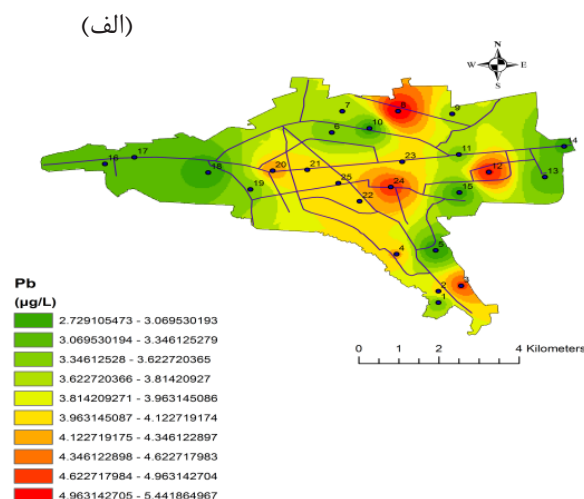 (الف)
N
W E
S
7 8 9
6 10
11 14
16 17 23
18 20 21 12 13
19 25 24 15
22
5
4
3
2
1
Pb
(µg/L)
2.729105473 - 3.069530193
3.069530194 - 3.346125279
3.34612528 - 3.622720365
3.622720366 - 3.81420927
3.814209271 - 3.963145086
3.963145087 - 4.122719174
4.122719175 - 4.346122897
4.346122898 - 4.622717983
4.622717984 - 4.963142704
4.963142705 - 5.441864967
0 1 2 4 Kilometers